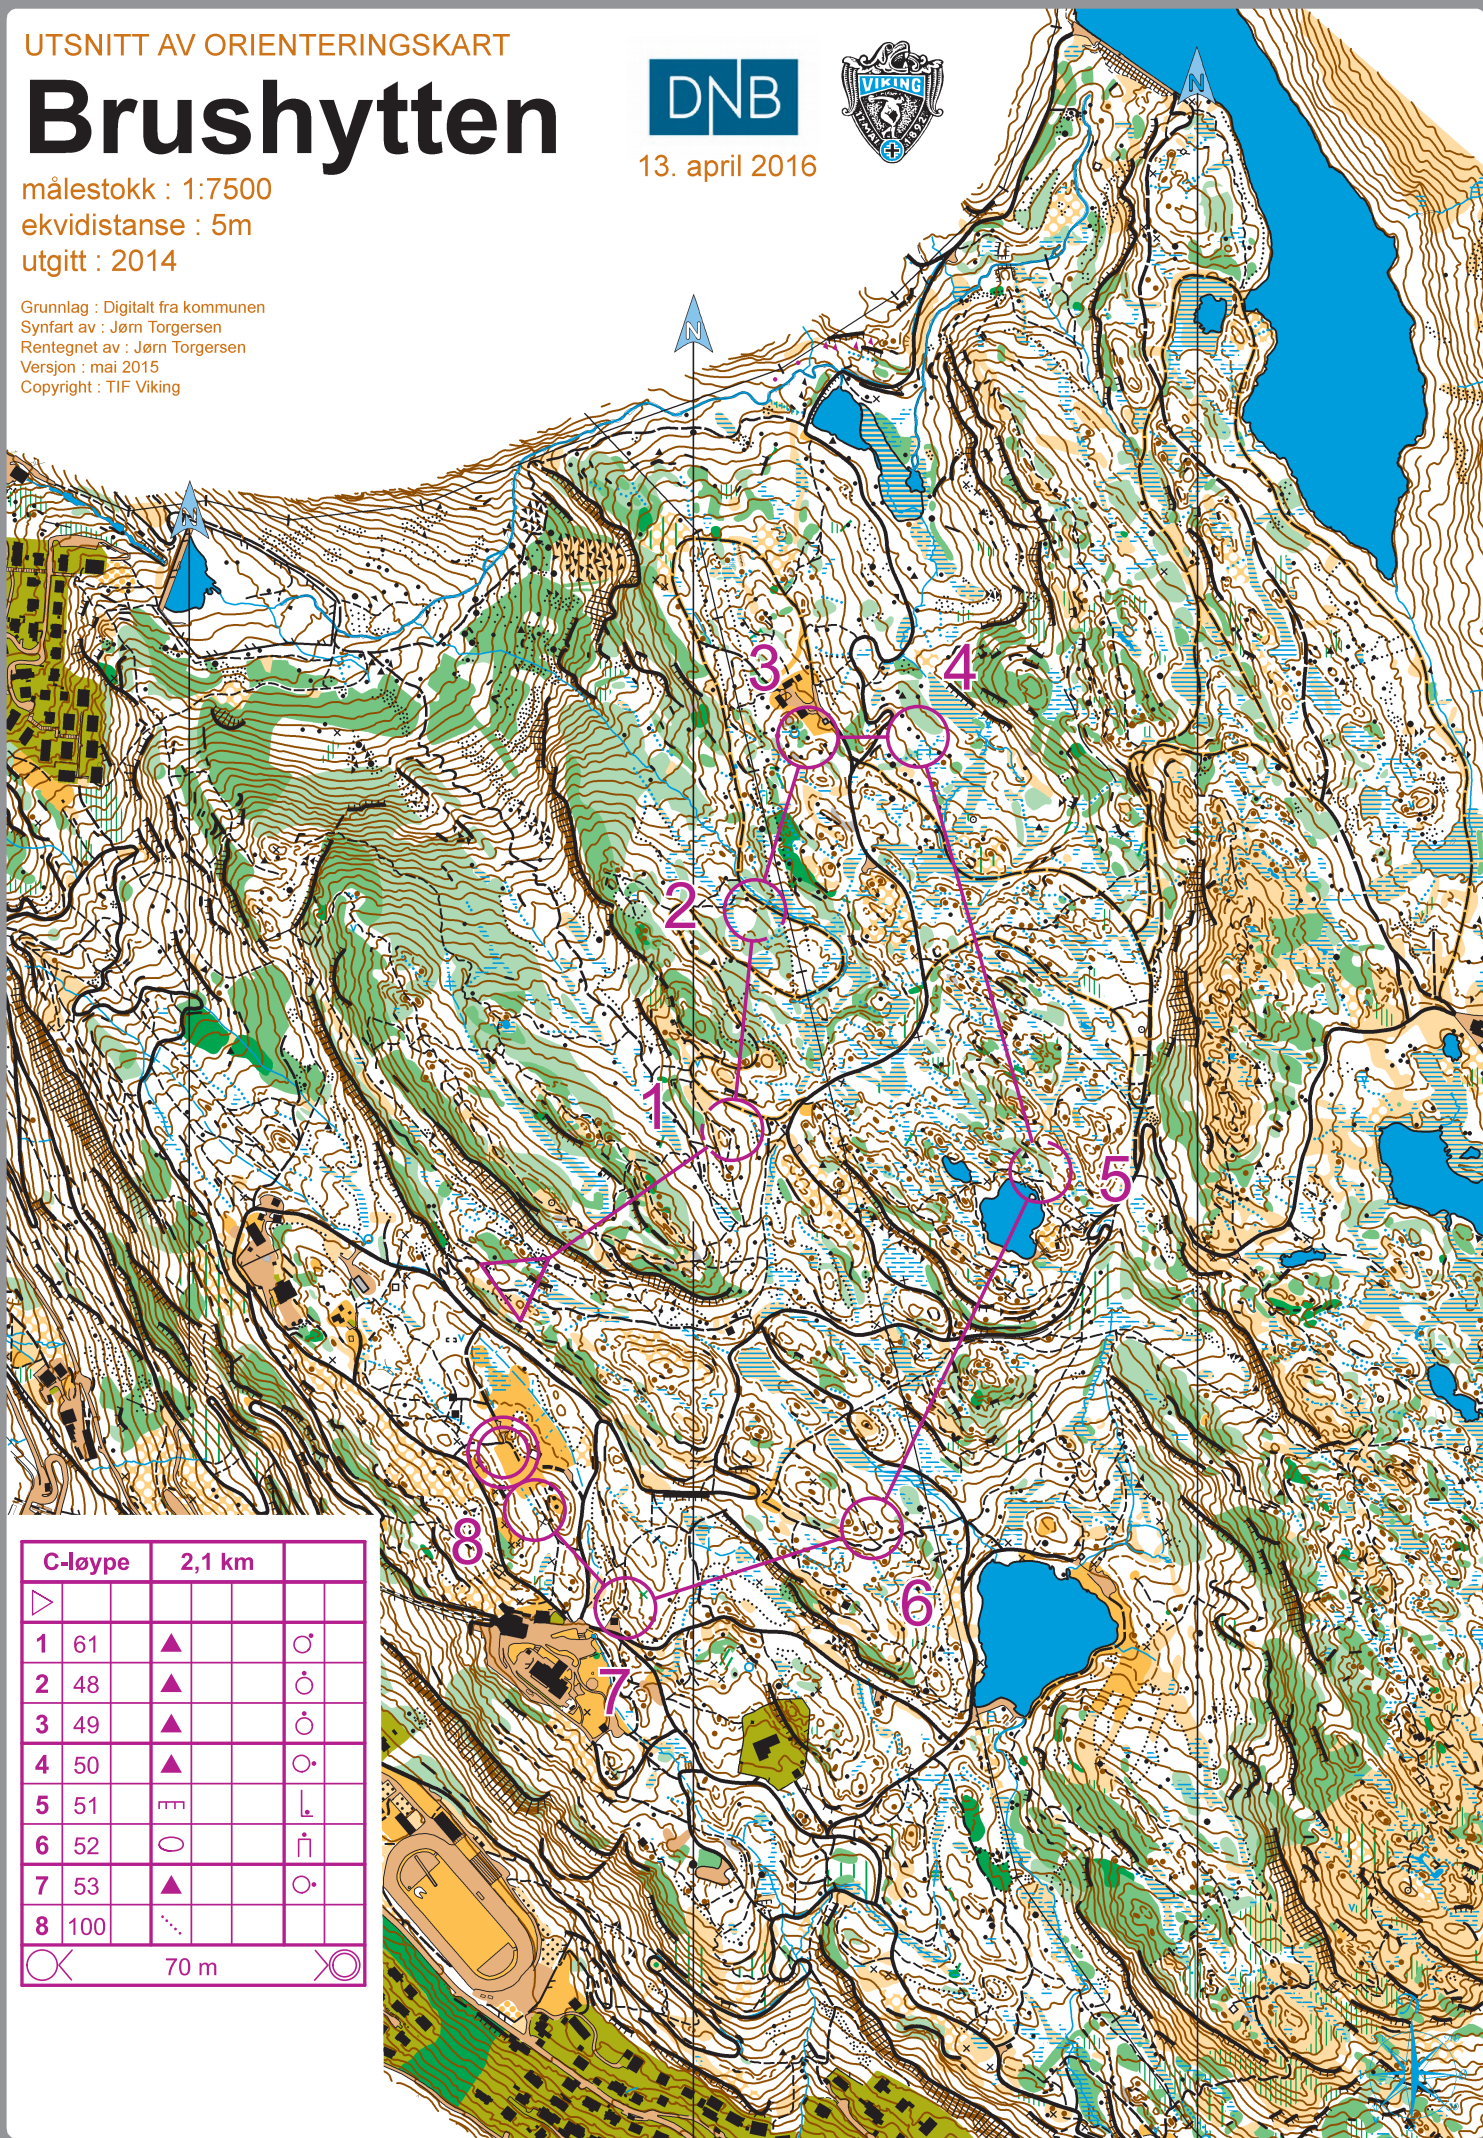 UTSNITT AV ORIENTERINGSKART
Brushytten
målestokk : 1:7500
ekvidistanse : 5m
utgitt : 2014
Grunnlag : Digitalt fra kommunen
Synfart av : Jørn Torgersen
Rentegnet av : Jørn Torgersen
Versjon : mai 2015
Copyright : TIF Viking
DNB
13. april 2016
VIKING
17.MAI 1892
N
N
N
3
4
2
1
5
6
7
8
C-løype 2,1 km
1 61
2 48
3 49
4 50
5 51
6 52
7 53
8 100
70 m